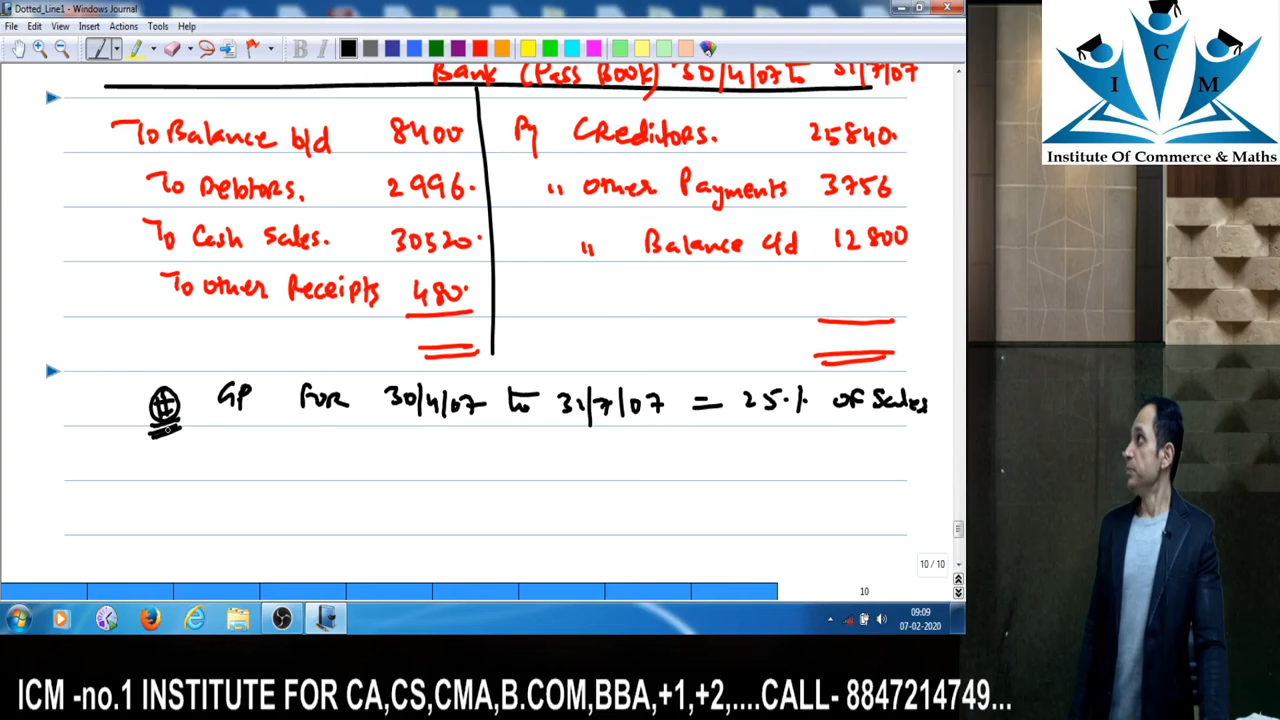 Dotted_Line1 - Windows Journal
File Edit View Insert Actions Tools Help
B I
Bank (Pass Book) 30/4/07 to 31/7/07
To Balance b/d 8400 By Creditors. 25840.
To Debtors. 2996. " other Payments 3756
To Cash Sales. 30520. " Balance c/d 12800
To other Receipts 480.
GP FOR 30/4/07 to 31/7/07 = 25.% of Sales
10 / 10
10
09:09
07-02-2020
I C M
Institute Of Commerce & Maths
ICM -no.1 INSTITUTE FOR CA,CS,CMA,B.COM,BBA,+1,+2,....CALL- 8847214749...